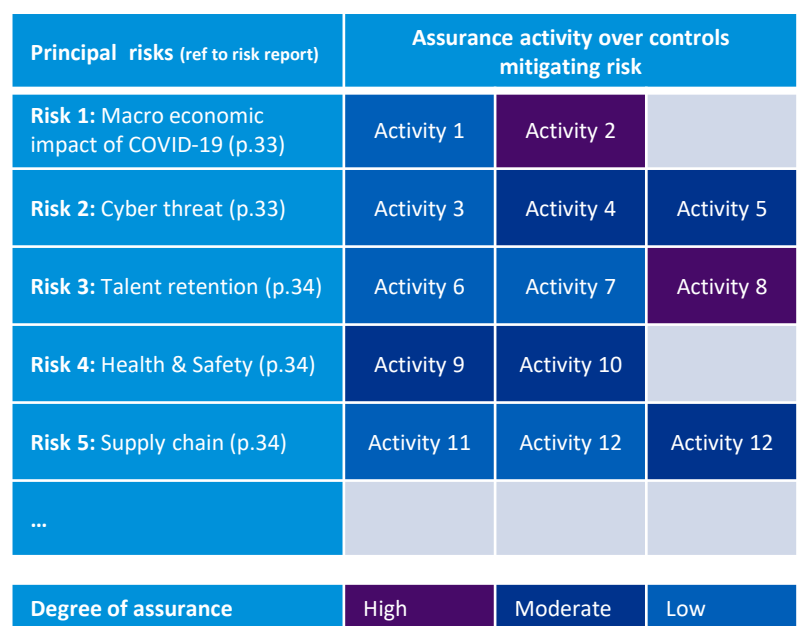 Principal risks (ref to risk report)
Assurance activity over controls
mitigating risk
Risk 1: Macro economic
impact of COVID-19 (p.33)
Activity 1
Activity 2
Risk 2: Cyber threat (p.33)
Activity 3
Activity 4
Activity 5
Risk 3: Talent retention (p.34)
Activity 6
Activity 7
Activity 8
Risk 4: Health & Safety (p.34)
Activity 9
Activity 10
Risk 5: Supply chain (p.34)
Activity 11
Activity 12
Activity 12
...
Degree of assurance
High
Moderate
Low